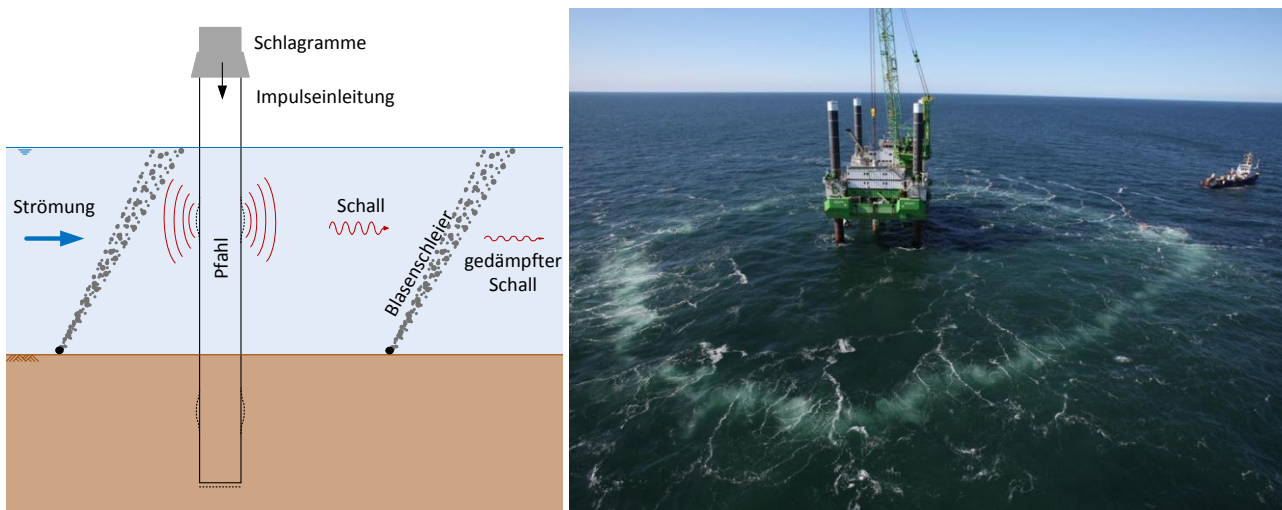 Schlagramme
Impulseinleitung
Strömung
Pfahl
Schall
Blasenschleier
gedämpfter
Schall